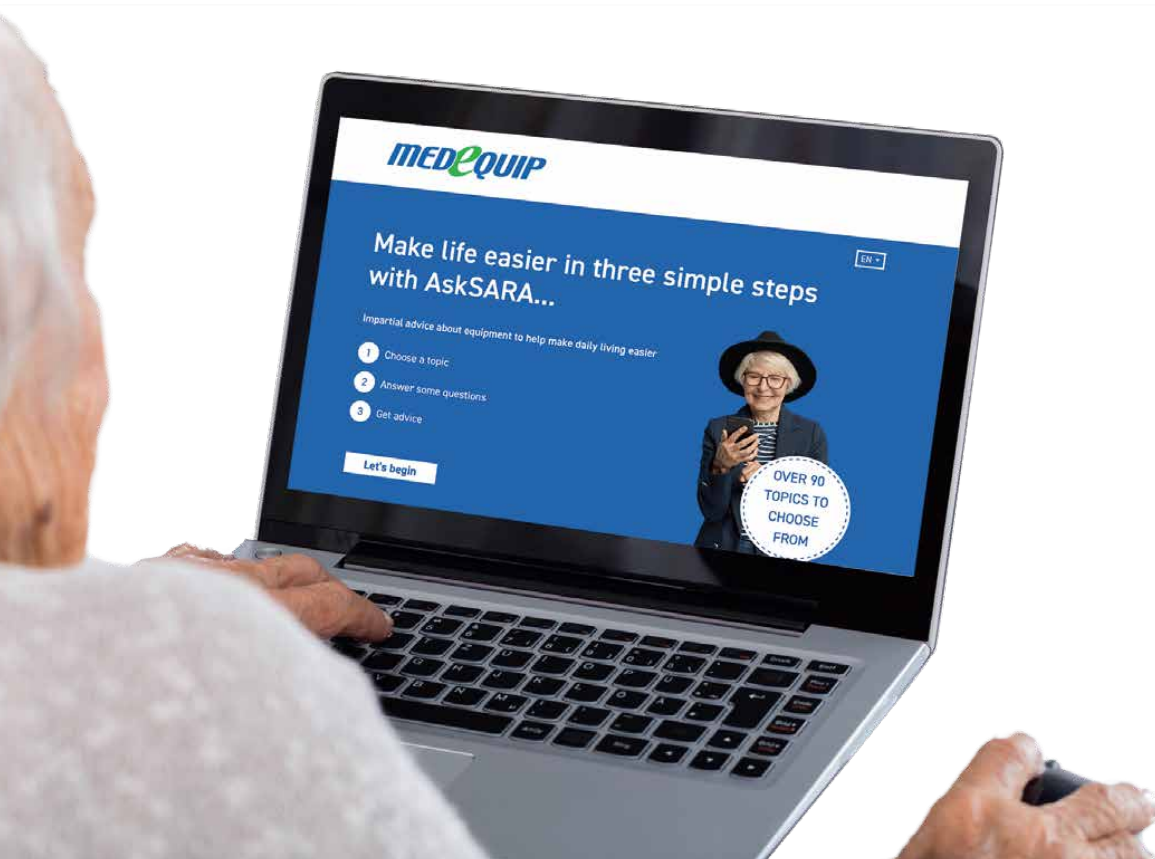 MEDEQUIP
EN
Make life easier in three simple steps
with AskSARA...
Impartial advice about equipment to help make daily living easier
1 Choose a topic
2 Answer some questions
3 Get advice
Let's begin
OVER 90
TOPICS TO
CHOOSE
FROM